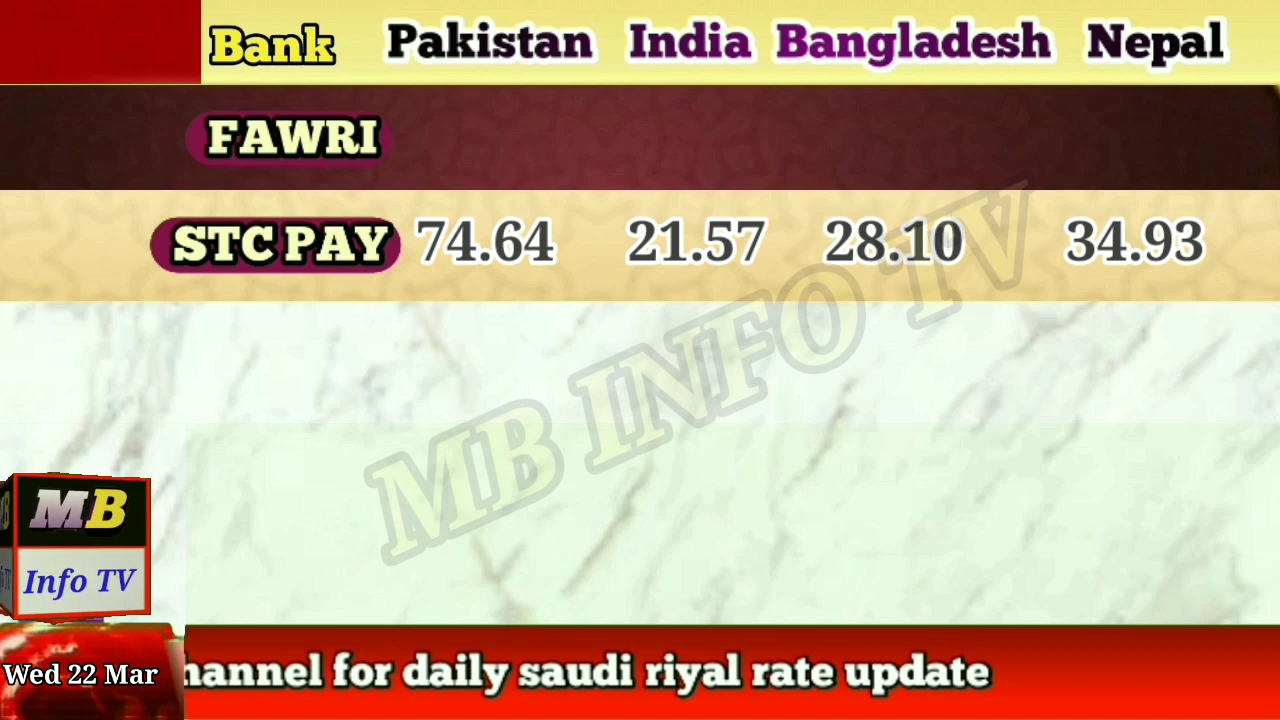 Bank Pakistan India Bangladesh Nepal
FAWRI
STC PAY 74.64 21.57 28.10 34.93
MB INFO TV
MB
Info TV
Wed 22 Mar
hannel for daily saudi riyal rate update